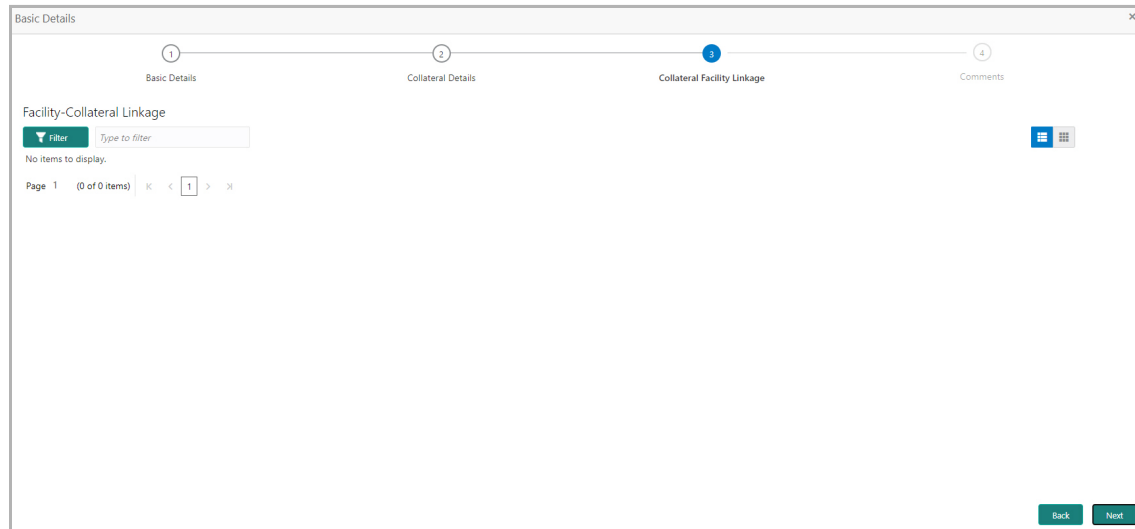 Basic Details
×
1
2
3
4
Basic Details
Collateral Details
Collateral Facility Linkage
Comments
Facility-Collateral Linkage
Filter
Type to filter
No items to display.
Page 1 (0 of 0 items) 1
Back
Next